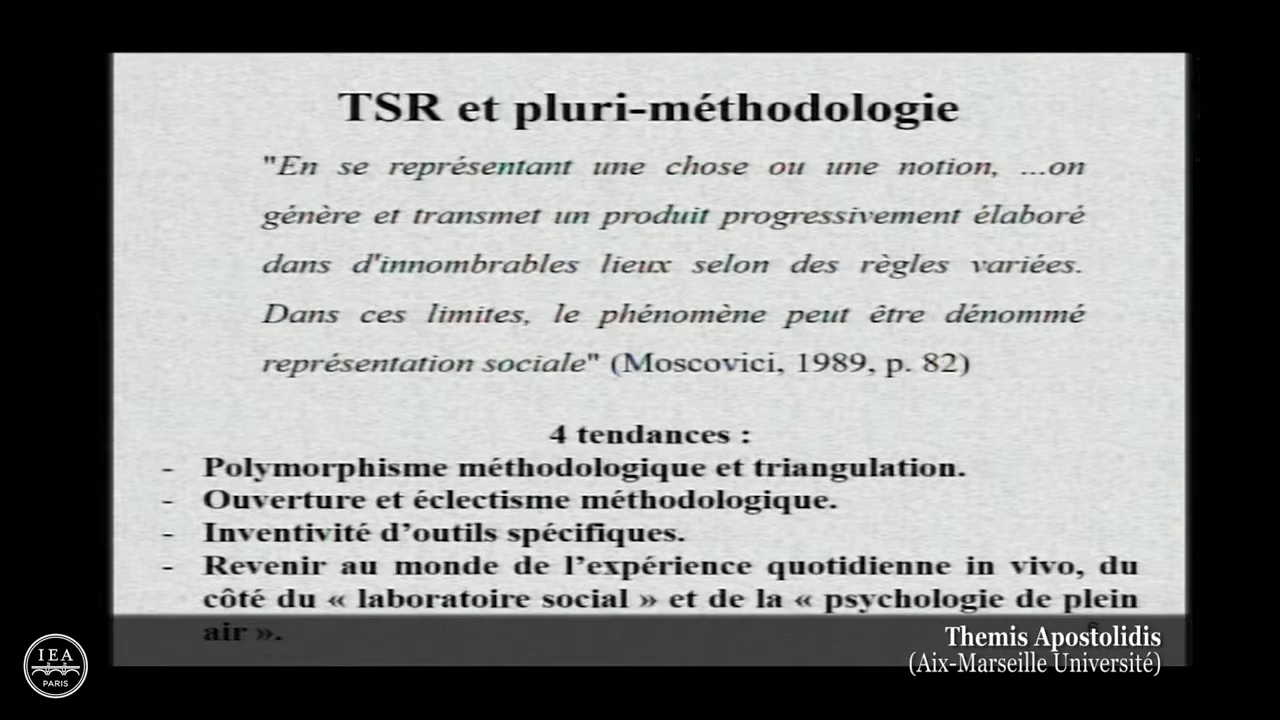 TSR et pluri-méthodologie
"En se représentant une chose ou une notion, ...on
génère et transmet un produit progressivement élaboré
dans d'innombrables lieux selon des règles variées.
Dans ces limites, le phénomène peut être dénommé
représentation sociale" (Moscovici, 1989, p. 82)
4 tendances :
- Polymorphisme méthodologique et triangulation.
- Ouverture et éclectisme méthodologique.
- Inventivité d’outils spécifiques.
- Revenir au monde de l’expérience quotidienne in vivo, du
côté du « laboratoire social » et de la « psychologie de plein
air ».
Themis Apostolidis
(Aix-Marseille Université)
IEA
PARIS